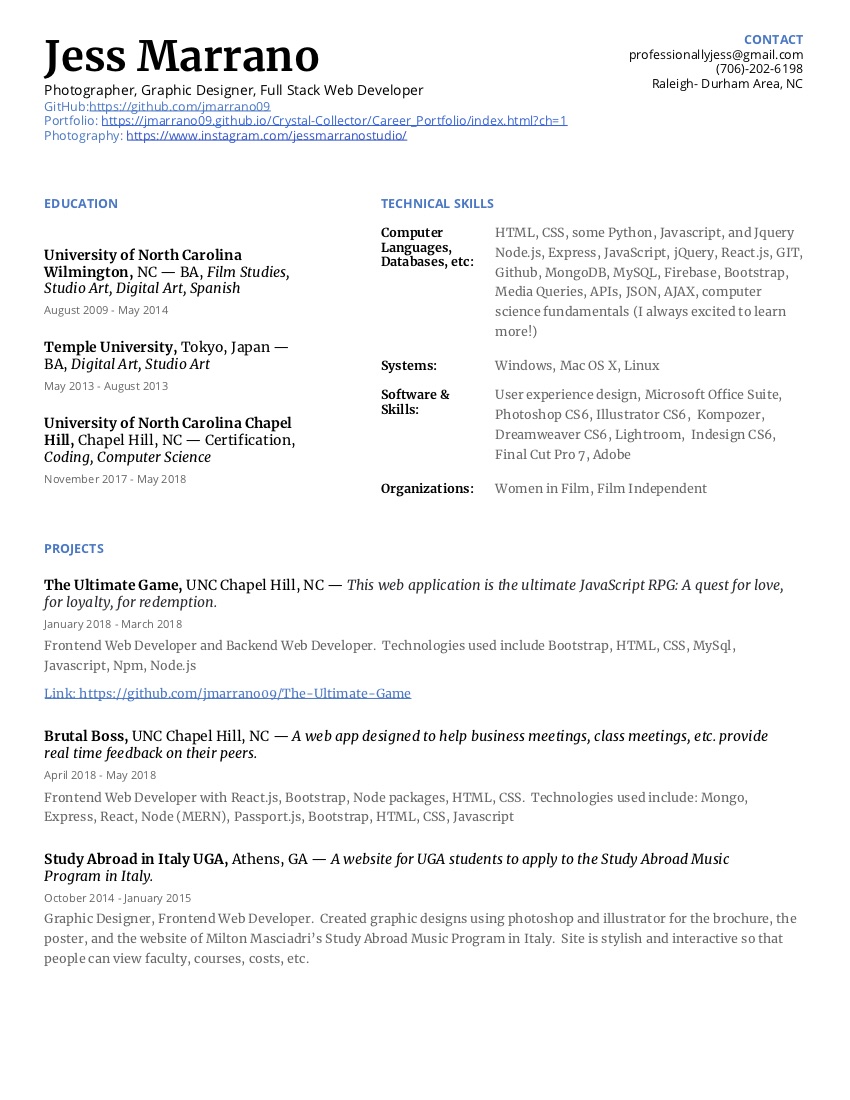 Jess Marrano
Photographer, Graphic Designer, Full Stack Web Developer
GitHub:https://github.com/jmarrano09
Portfolio: https://jmarrano09.github.io/Crystal-Collector/Career_Portfolio/index.html?ch=1
Photography: https://www.instagram.com/jessmarranostudio/
CONTACT
professionallyjess@gmail.com
(706)-202-6198
Raleigh- Durham Area, NC
EDUCATION
University of North Carolina
Wilmington, NC — BA, Film Studies,
Studio Art, Digital Art, Spanish
August 2009 - May 2014
Temple University, Tokyo, Japan —
BA, Digital Art, Studio Art
May 2013 - August 2013
University of North Carolina Chapel
Hill, Chapel Hill, NC — Certification,
Coding, Computer Science
November 2017 - May 2018
TECHNICAL SKILLS
Computer
Languages,
Databases, etc:
HTML, CSS, some Python, Javascript, and Jquery
Node.js, Express, JavaScript, jQuery, React.js, GIT,
Github, MongoDB, MySQL, Firebase, Bootstrap,
Media Queries, APIs, JSON, AJAX, computer
science fundamentals (I always excited to learn
more!)
Systems:
Windows, Mac OS X, Linux
Software &
Skills:
User experience design, Microsoft Office Suite,
Photoshop CS6, Illustrator CS6, Kompozer,
Dreamweaver CS6, Lightroom, Indesign CS6,
Final Cut Pro 7, Adobe
Organizations:
Women in Film, Film Independent
PROJECTS
The Ultimate Game, UNC Chapel Hill, NC — This web application is the ultimate JavaScript RPG: A quest for love,
for loyalty, for redemption.
January 2018 - March 2018
Frontend Web Developer and Backend Web Developer. Technologies used include Bootstrap, HTML, CSS, MySql,
Javascript, Npm, Node.js
Link: https://github.com/jmarrano09/The-Ultimate-Game
Brutal Boss, UNC Chapel Hill, NC — A web app designed to help business meetings, class meetings, etc. provide
real time feedback on their peers.
April 2018 - May 2018
Frontend Web Developer with React.js, Bootstrap, Node packages, HTML, CSS. Technologies used include: Mongo,
Express, React, Node (MERN), Passport.js, Bootstrap, HTML, CSS, Javascript
Study Abroad in Italy UGA, Athens, GA — A website for UGA students to apply to the Study Abroad Music
Program in Italy.
October 2014 - January 2015
Graphic Designer, Frontend Web Developer. Created graphic designs using photoshop and illustrator for the brochure, the
poster, and the website of Milton Masciadri’s Study Abroad Music Program in Italy. Site is stylish and interactive so that
people can view faculty, courses, costs, etc.